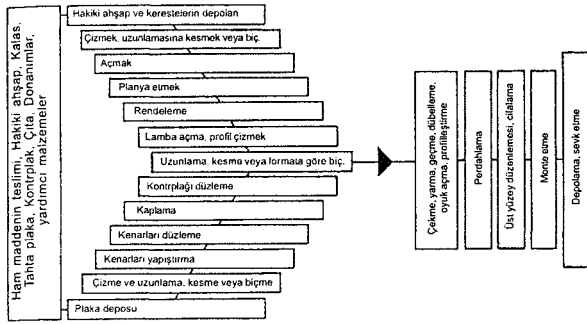 Ham maddenin teslimi, Hakiki ahşap, Kalas,
Tahta plaka, Kontrplak, Çıta, Donanımlar,
yardımcı malzemeler
Hakiki ahşap ve kerestelerin depoları
Çizmek, uzunlamasına kesmek veya biç.
Açmak
Planya etmek
Rendeleme
Lamba açma, profil çizmek
Uzunlama, kesme veya formata göre biç.
Kontrplağı düzleme
Kaplama
Kenarları düzleme
Kenarları yapıştırma
Çizme ve uzunlama, kesme veya biçme
Plaka deposu
Çekme, yarma, geçme, dübelleme,
oyuk açma, profilleştirme
Perdahlama
Üst yüzey düzenlemesi, cilalama
Monte etme
Depolama, sevk etme